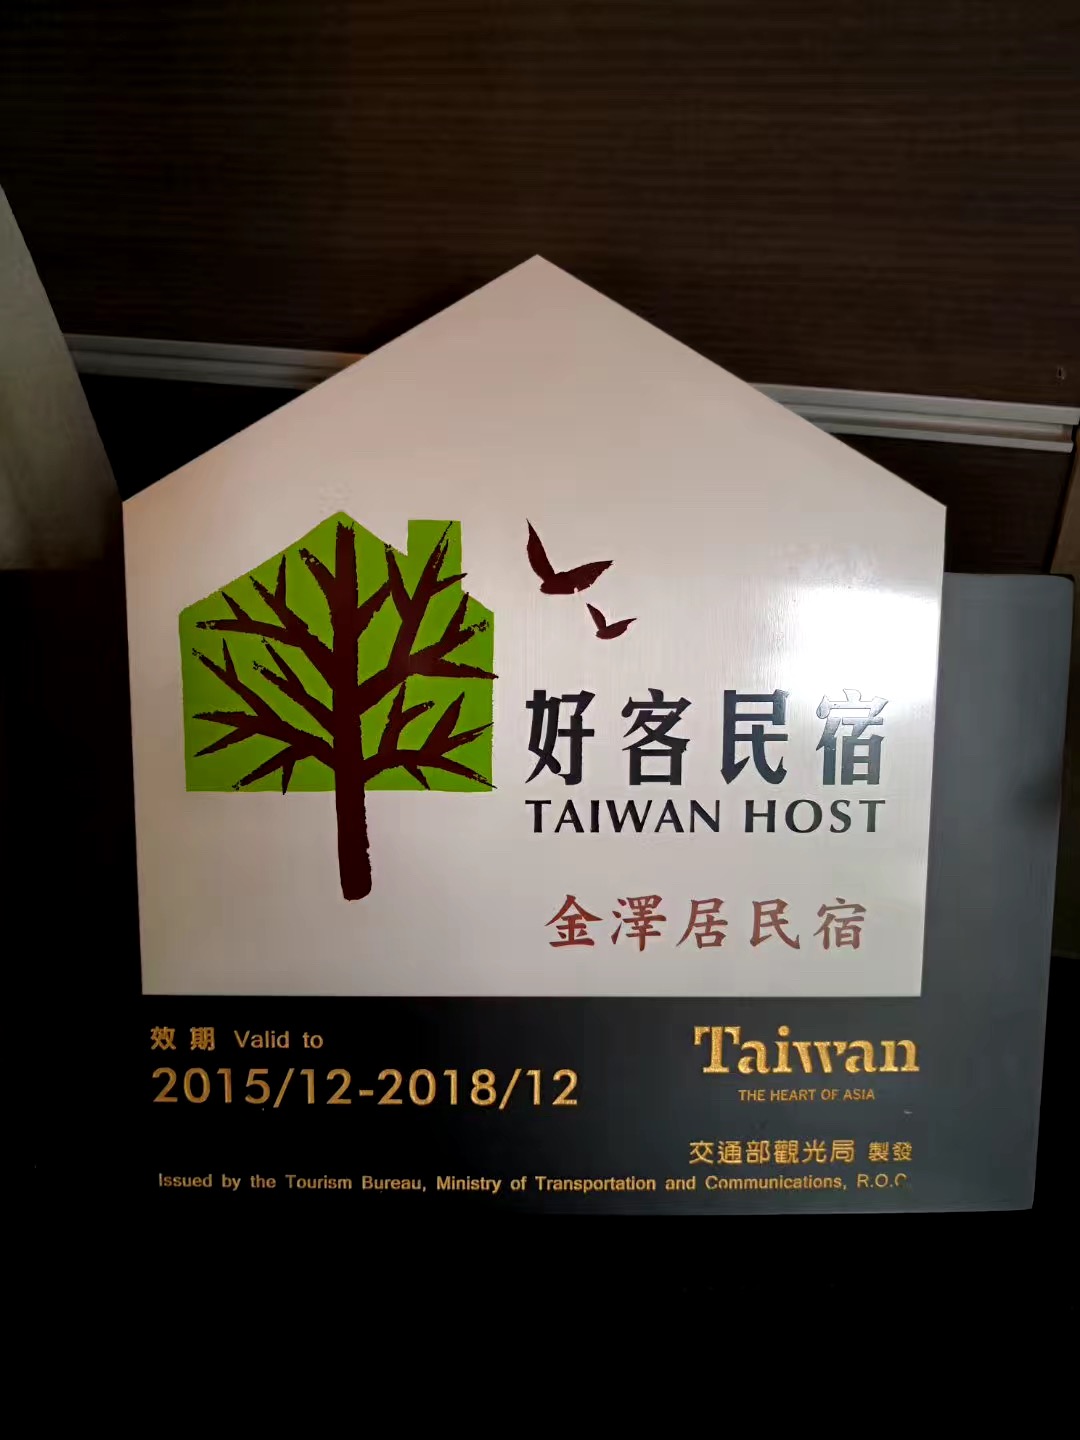 好客民宿
TAIWAN HOST
金澤居民宿
效期 Valid to
2015/12-2018/12
Taiwan
THE HEART OF ASIA
交通部觀光局 製發
Issued by the Tourism Bureau, Ministry of Transportation and Communications, R.O.C.